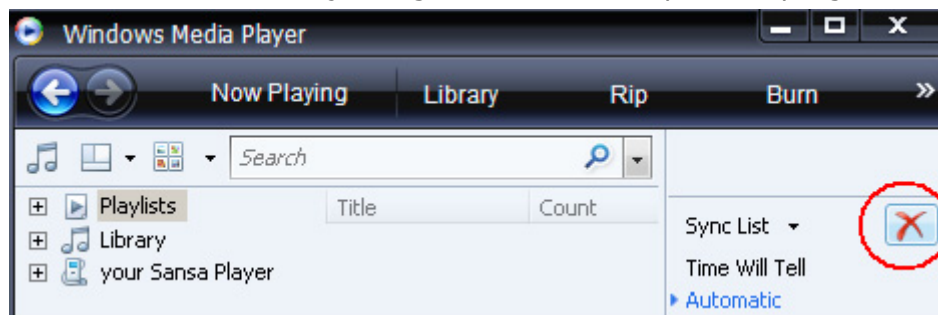 Windows Media Player
Now Playing Library Rip Burn »
Search
Playlists Title Count
Library
your Sansa Player
Sync List
Time Will Tell
Automatic